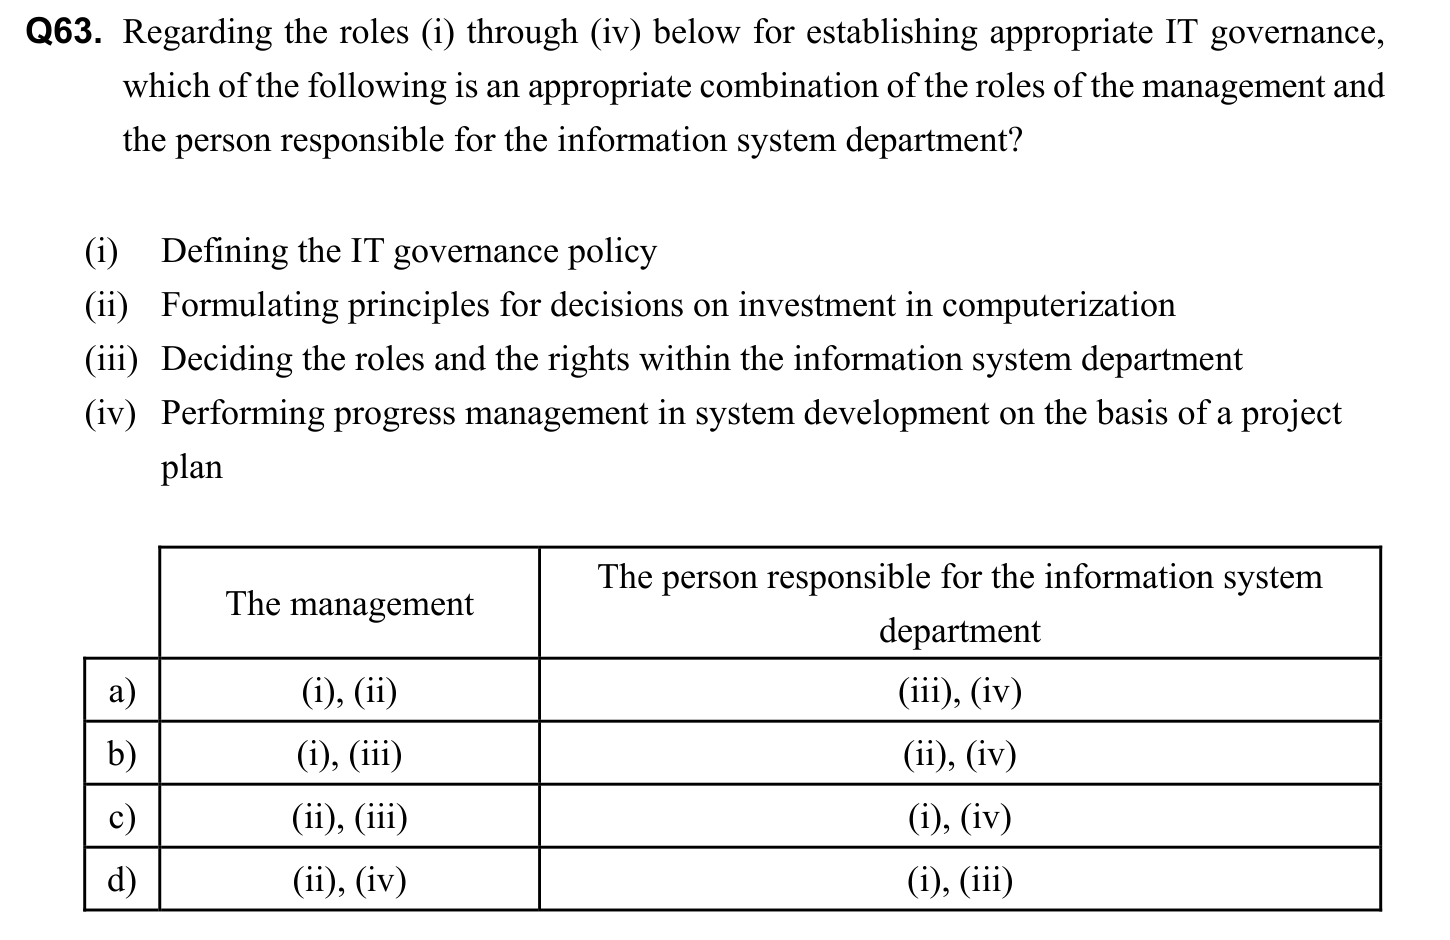 Q63. Regarding the roles (i) through (iv) below for establishing appropriate IT governance,
which of the following is an appropriate combination of the roles of the management and
the person responsible for the information system department?
(i) Defining the IT governance policy
(ii) Formulating principles for decisions on investment in computerization
(iii) Deciding the roles and the rights within the information system department
(iv) Performing progress management in system development on the basis of a project
plan
The management The person responsible for the information system
department
a) (i), (ii) (iii), (iv)
b) (i), (iii) (ii), (iv)
c) (ii), (iii) (i), (iv)
d) (ii), (iv) (i), (iii)